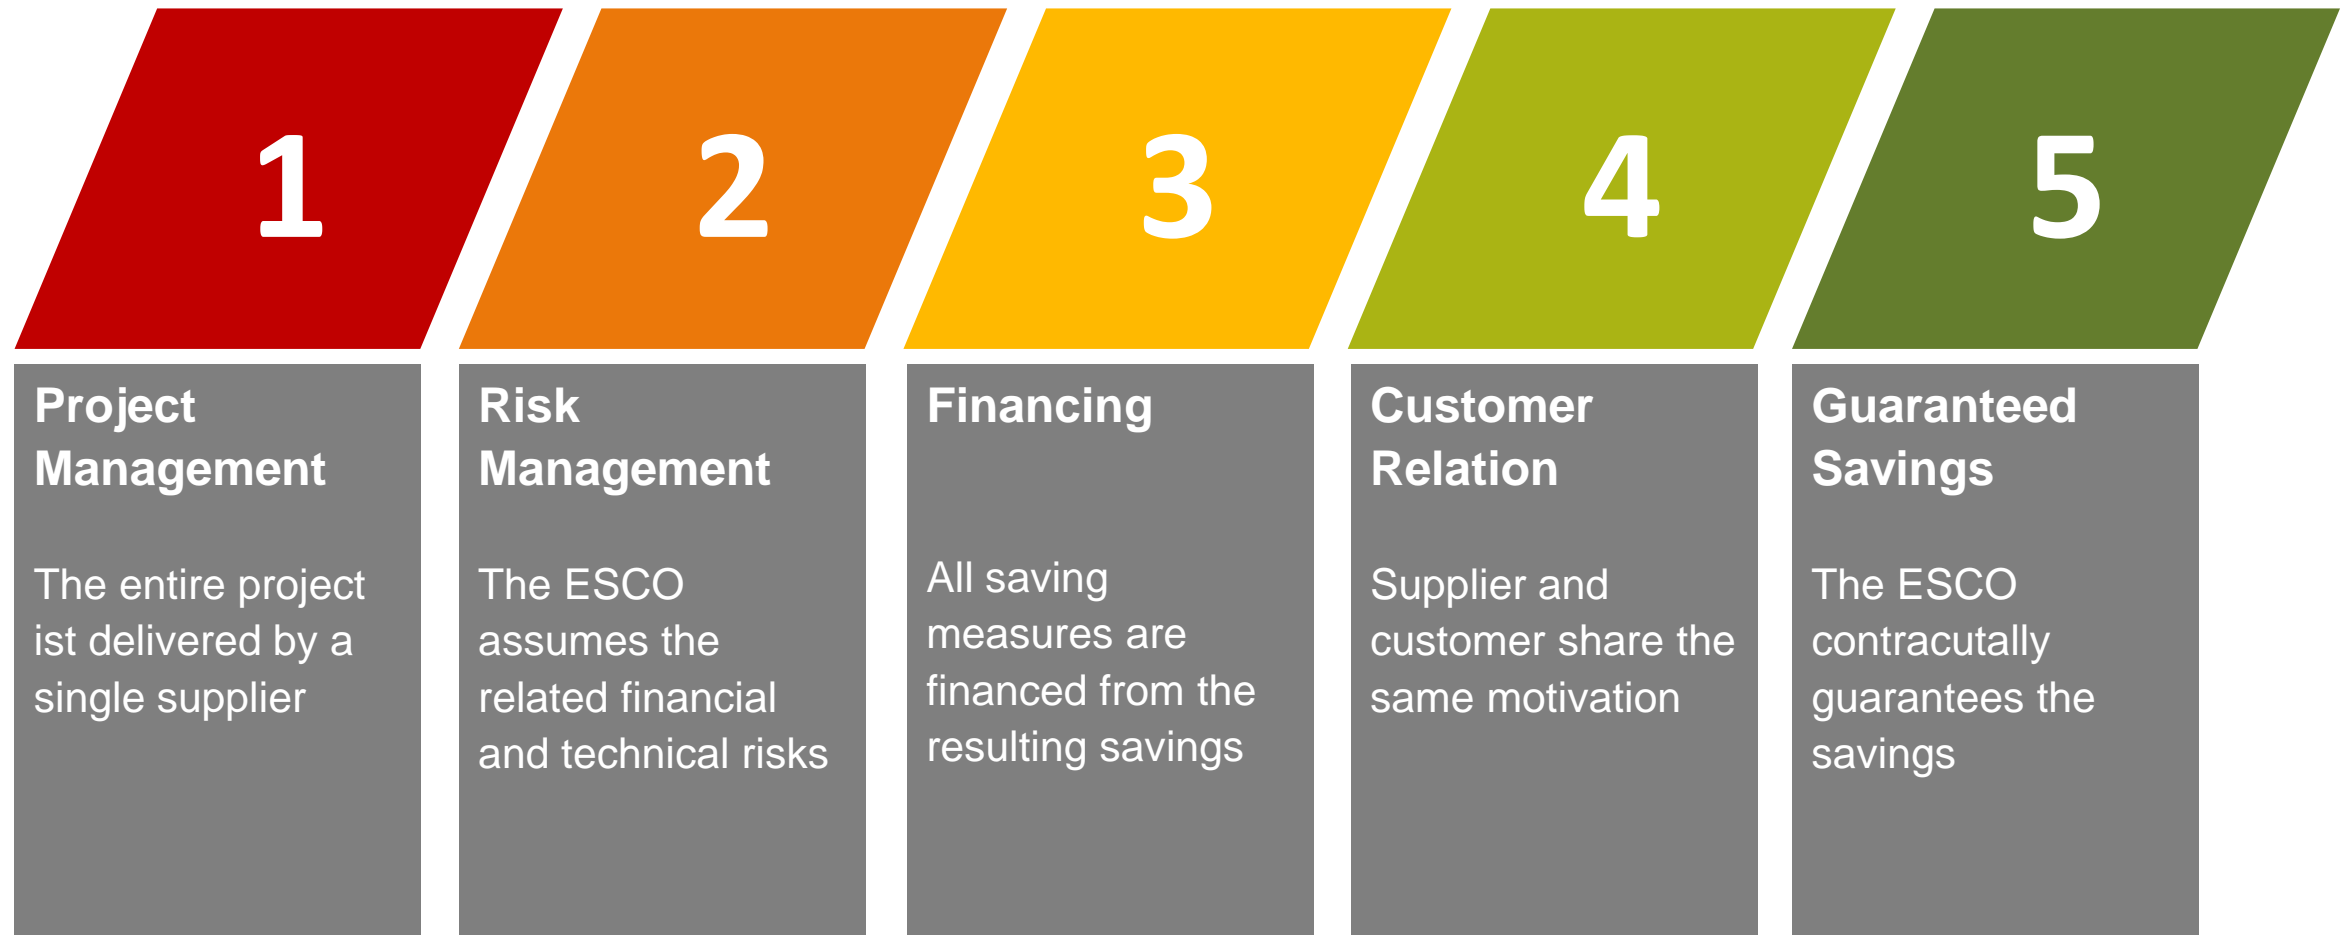 1
2
3
4
5
Project
Management
The entire project
ist delivered by a
single supplier
Risk
Management
The ESCO
assumes the
related financial
and technical risks
Financing
All saving
measures are
financed from the
resulting savings
Customer
Relation
Supplier and
customer share the
same motivation
Guaranteed
Savings
The ESCO
contracutally
guarantees the
savings